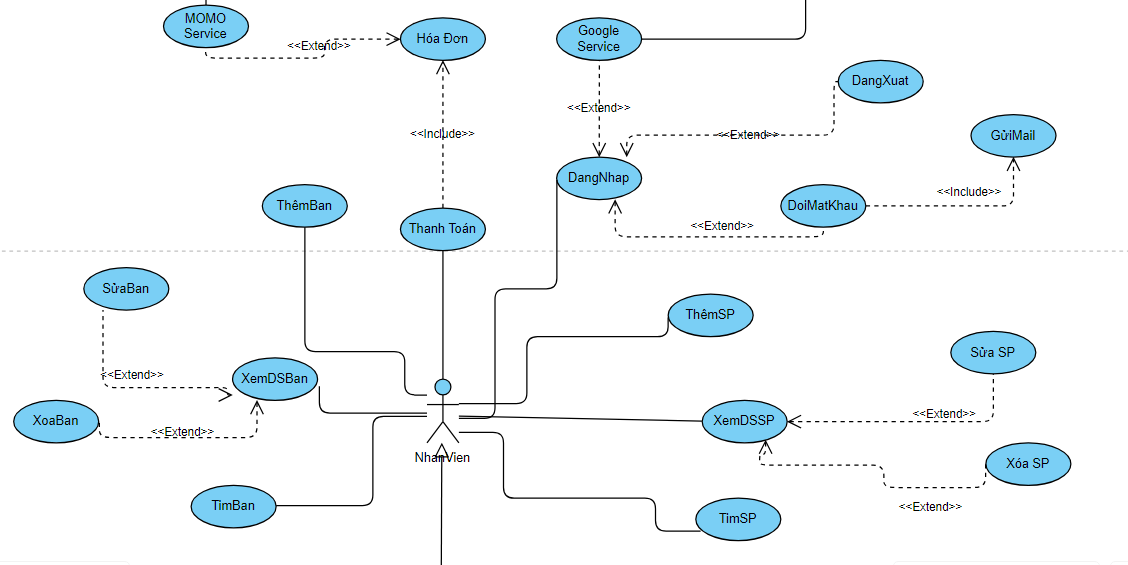 MOMO
Service
<<Extend>>
Hóa Đơn
Google
Service
DangXuat
<<Extend>>
<<Include>>
<<Extend>>
GửiMail
DangNhap
<<Include>>
ThêmBan
DoiMatKhau
Thanh Toán
<<Extend>>
SửaBan
ThêmSP
Sửa SP
<<Extend>>
XemDSBan
XoaBan
<<Extend>>
XemDSSP
<<Extend>>
NhanVien
Xóa SP
TimBan
TimSP
<<Extend>>